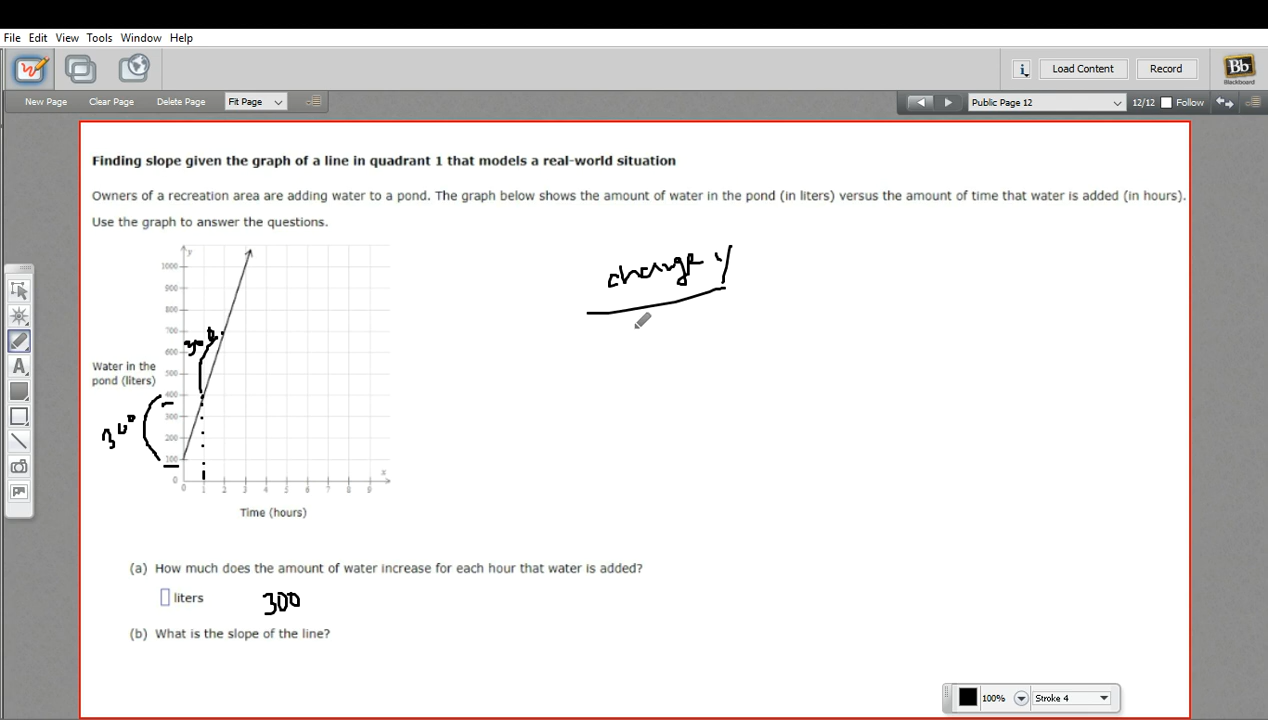 File Edit View Tools Window Help
Load Content Record Bb Blackboard
New Page Clear Page Delete Page Fit Page Public Page 12 12/12 Follow
Finding slope given the graph of a line in quadrant 1 that models a real-world situation
Owners of a recreation area are adding water to a pond. The graph below shows the amount of water in the pond (in liters) versus the amount of time that water is added (in hours).
Use the graph to answer the questions.
change y
y
1000
900
800
700
600
Water in the
pond (liters)
500
400
300
200
100
0
x
0 1 2 3 4 5 6 7 8 9
Time (hours)
(a) How much does the amount of water increase for each hour that water is added?
liters 300
(b) What is the slope of the line?
100% Stroke 4